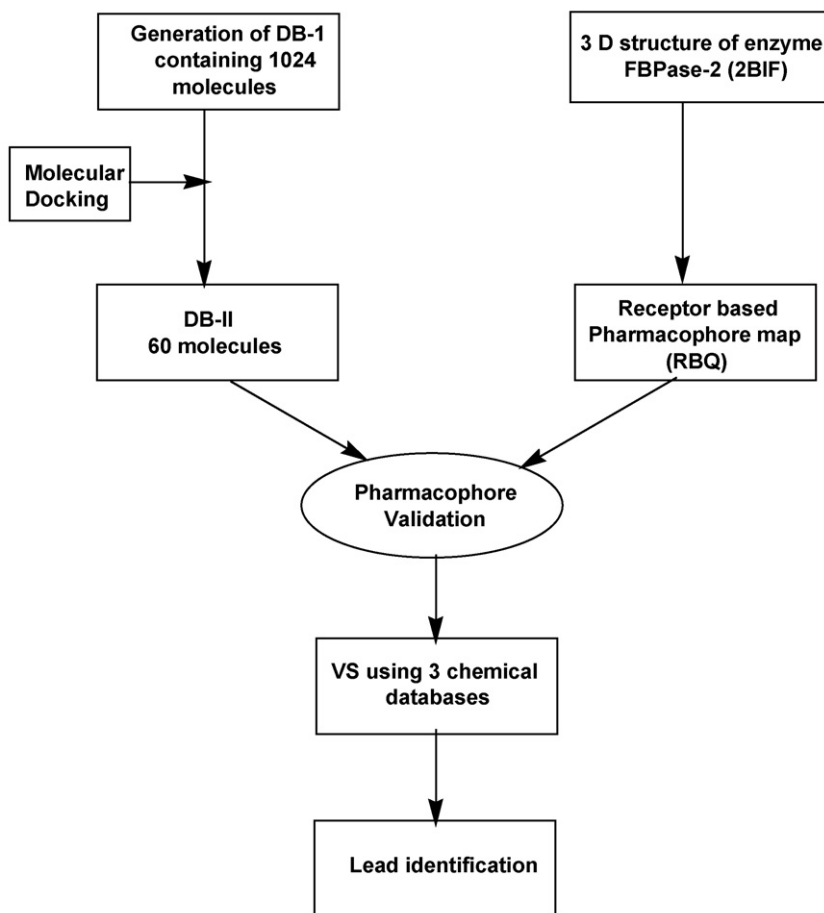 Generation of DB-1
containing 1024
molecules
3 D structure of enzyme
FBPase-2 (2BIF)
Molecular
Docking
DB-II
60 molecules
Receptor based
Pharmacophore map
(RBQ)
Pharmacophore
Validation
VS using 3 chemical
databases
Lead identification